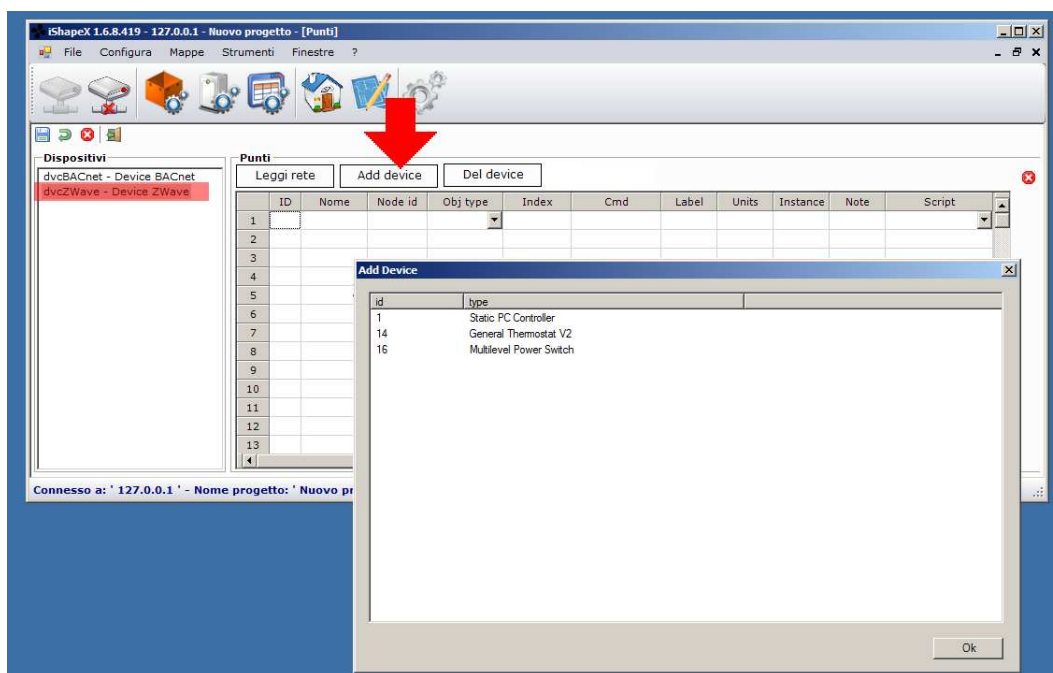 iShapeX 1.6.8.419 - 127.0.0.1 - Nuovo progetto - [Punti]
File Configura Mappe Strumenti Finestre ?
Dispositivi
dvcBACnet - Device BACnet
dvcZWave - Device ZWave
Punti
Leggi rete Add device Del device
ID Nome Node id Obj type Index Cmd Label Units Instance Note Script
1
2
3
4
5
6
7
8
9
10
11
12
13
Add Device
id type
1 Static PC Controller
14 General Thermostat V2
16 Multilevel Power Switch
Ok
Connesso a: ' 127.0.0.1 ' - Nome progetto: ' Nuovo pr